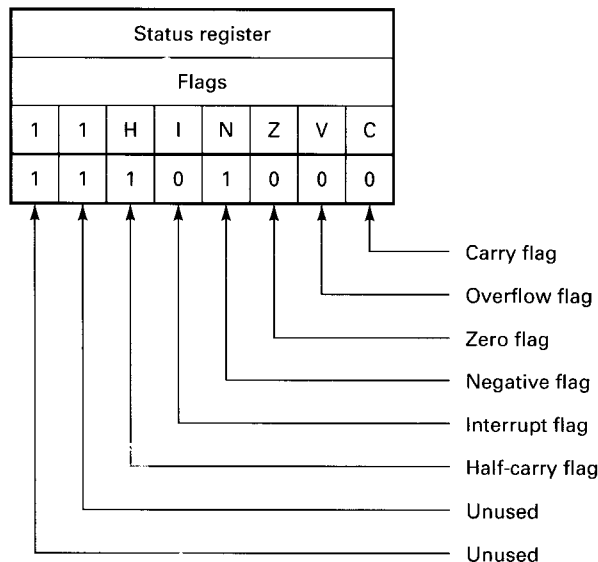 Status register
Flags
1 1 H I N Z V C
1 1 1 0 1 0 0 0
Carry flag
Overflow flag
Zero flag
Negative flag
Interrupt flag
Half-carry flag
Unused
Unused